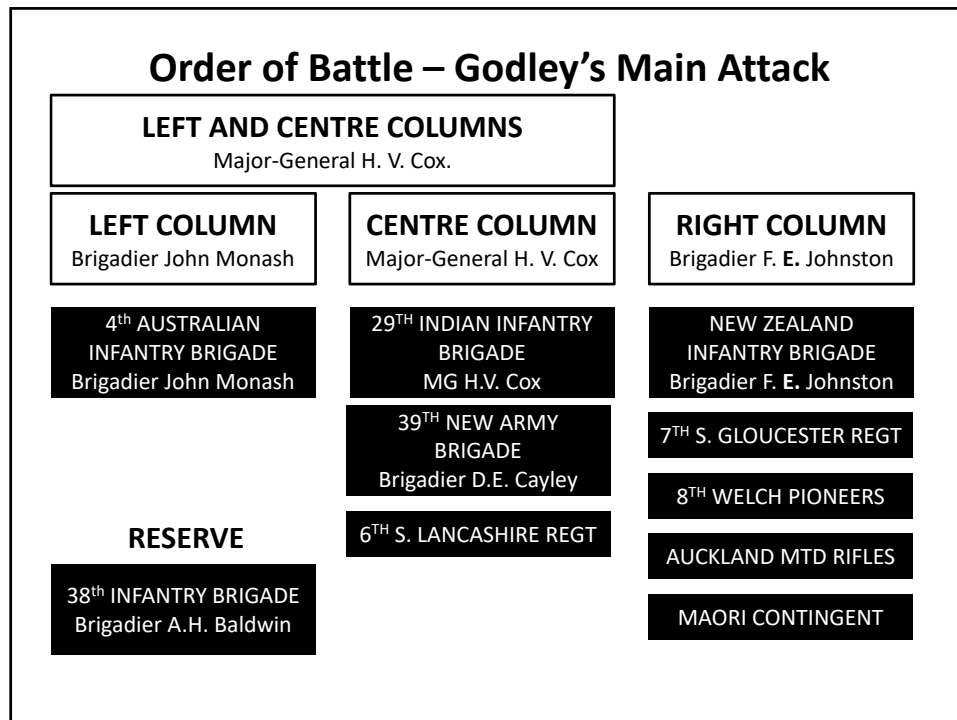 Order of Battle – Godley’s Main Attack
LEFT AND CENTRE COLUMNS
Major-General H. V. Cox.
LEFT COLUMN
Brigadier John Monash
CENTRE COLUMN
Major-General H. V. Cox
RIGHT COLUMN
Brigadier F. E. Johnston
4th AUSTRALIAN
INFANTRY BRIGADE
Brigadier John Monash
29TH INDIAN INFANTRY
BRIGADE
MG H.V. Cox
NEW ZEALAND
INFANTRY BRIGADE
Brigadier F. E. Johnston
39TH NEW ARMY
BRIGADE
Brigadier D.E. Cayley
7TH S. GLOUCESTER REGT
8TH WELCH PIONEERS
6TH S. LANCASHIRE REGT
AUCKLAND MTD RIFLES
MAORI CONTINGENT
RESERVE
38th INFANTRY BRIGADE
Brigadier A.H. Baldwin